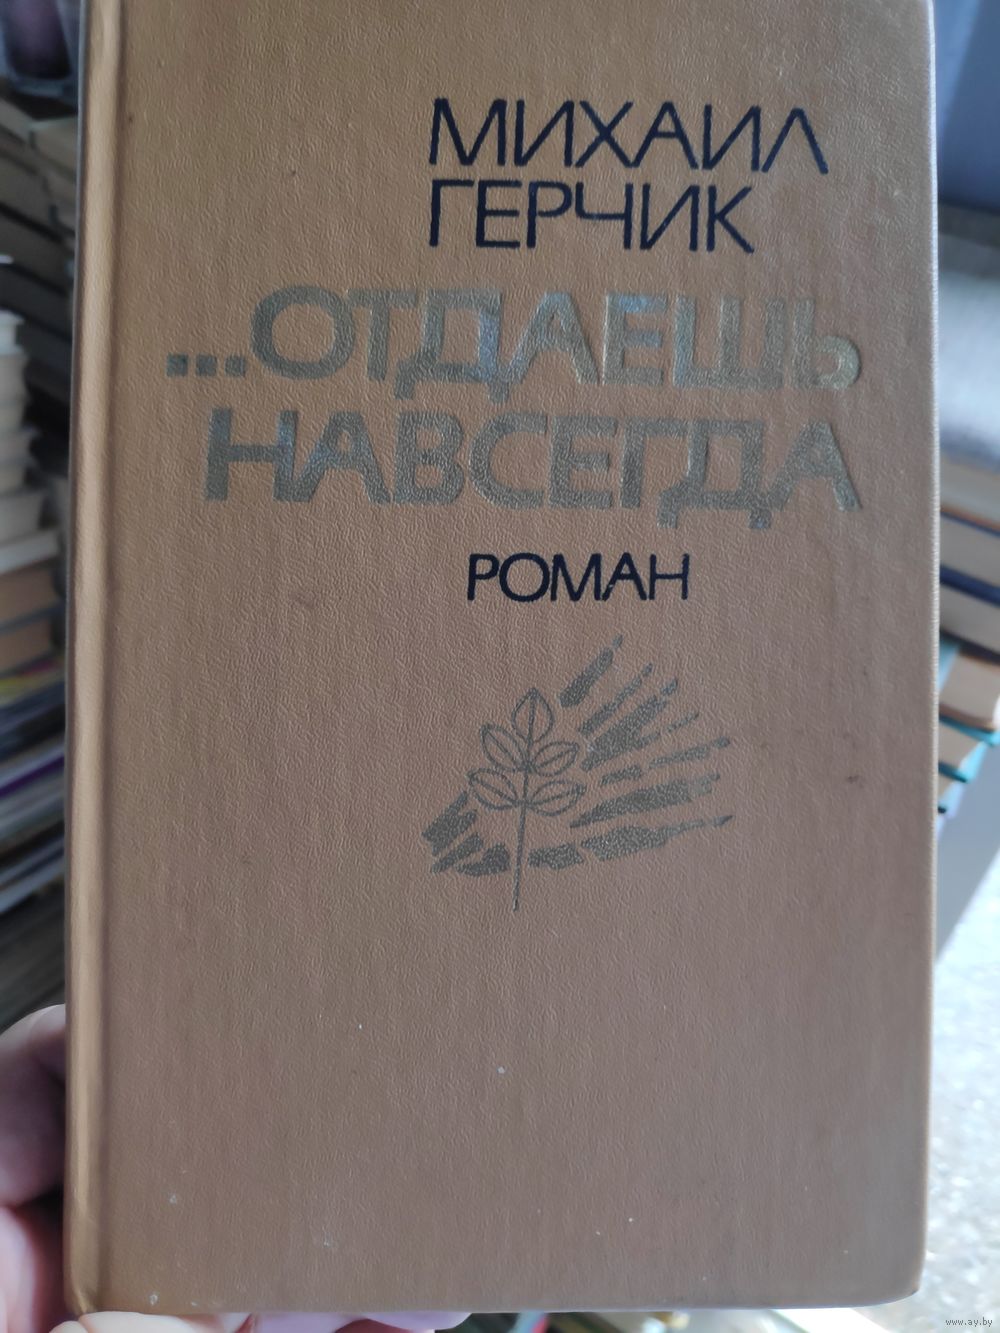 МИХАИЛ
ГЕРЧИК
...ОТДАЕШЬ
НАВСЕГДА
РОМАН
www.ay.by